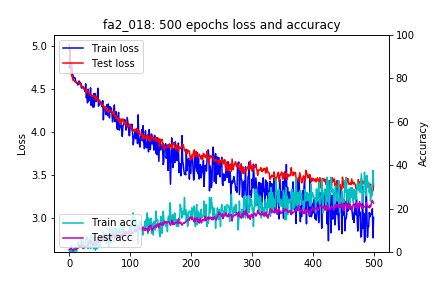 fa2_018: 500 epochs loss and accuracy
Train loss
Test loss
Train acc
Test acc
Loss
5.0
4.5
4.0
3.5
3.0
Accuracy
100
80
60
40
20
0
0
100
200
300
400
500